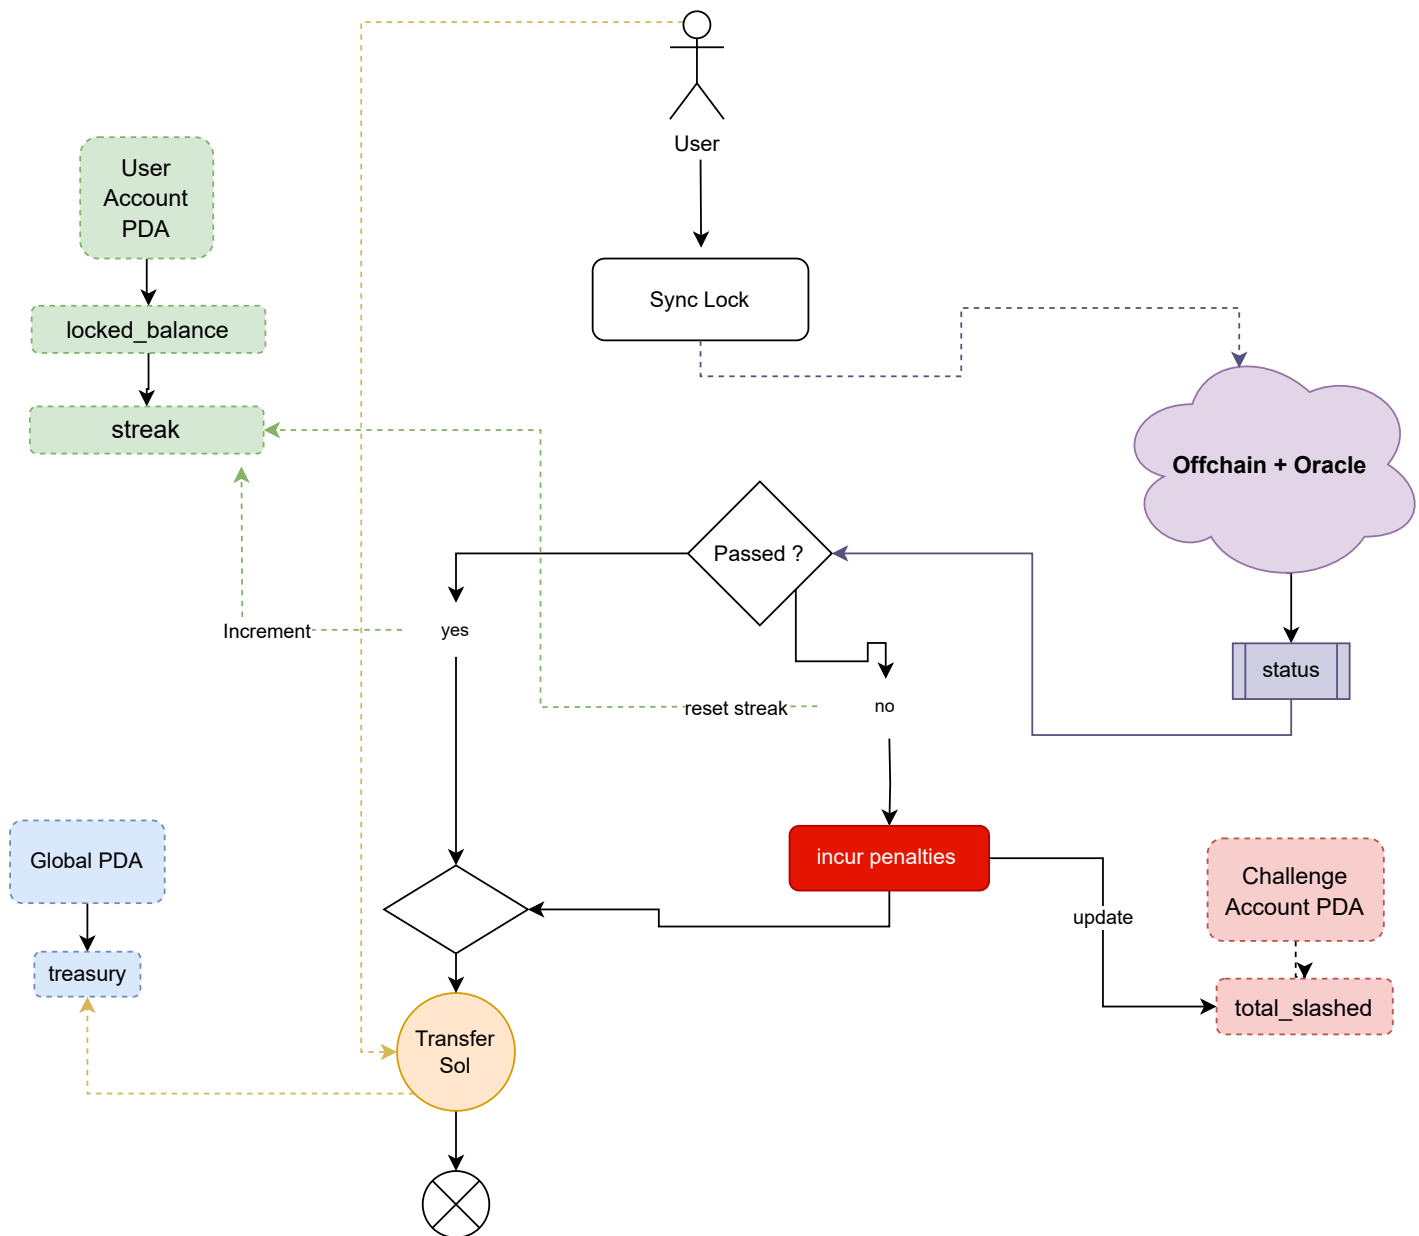 User
User
Account
PDA
Sync Lock
locked_balance
streak
Offchain + Oracle
Passed ?
Increment
yes
status
reset streak
no
Global PDA
incur penalties
Challenge
Account PDA
update
treasury
total_slashed
Transfer
Sol